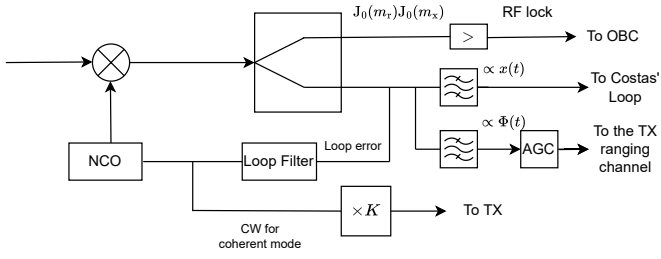 J₀(mᵣ)J₀(mₓ)
RF lock
>
To OBC
∝ x(t)
To Costas'
Loop
∝ Φ(t)
NCO
Loop Filter
Loop error
AGC
To the TX
ranging
channel
×K
To TX
CW for
coherent mode